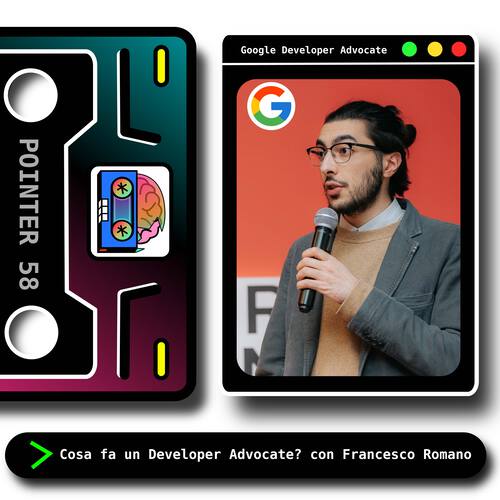 Google Developer Advocate
POINTER 58
Cosa fa un Developer Advocate? con Francesco Romano